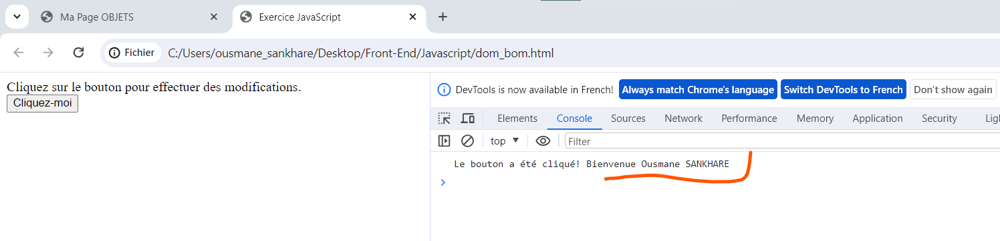 Ma Page OBJETS
Exercice JavaScript
Fichier
C:/Users/ousmane_sankhare/Desktop/Front-End/Javascript/dom_bom.html
Cliquez sur le bouton pour effectuer des modifications.
Cliquez-moi
DevTools is now available in French! Always match Chrome's language Switch DevTools to French Don't show again
Elements Console Sources Network Performance Memory Application Security
top Filter
Le bouton a été cliqué! Bienvenue Ousmane SANKHARE